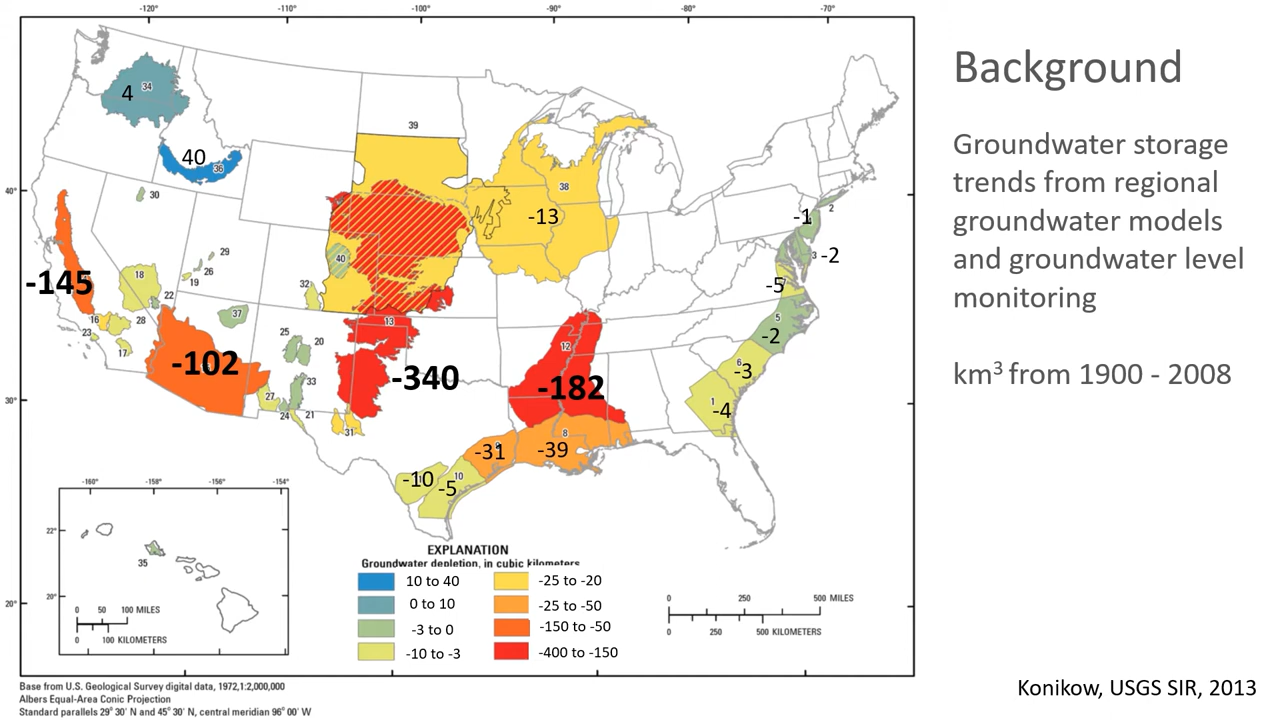 -120° -110° -100° -90° -80° -70°
Background
Groundwater storage
trends from regional
groundwater models
and groundwater level
monitoring
km³ from 1900 - 2008
4 34
39
40 36
40°
30
38
-13
-1 2
3 -2
29
26
19
40
18
22
32
-5
-145
16
23
28
17
37
13
12
5
-2
25
20
-102
-340
-182
6
-3
33
27
24
21
1
-4
30°
31
8
9
-31
-39
-10
10
-5
-160° -158° -156° -154°
22°
35
20°
0 50 100 MILES
0 100 KILOMETERS
20°
EXPLANATION
Groundwater depletion, in cubic kilometers
10 to 40
0 to 10
-3 to 0
-10 to -3
-25 to -20
-25 to -50
-150 to -50
-400 to -150
0 250 500 MILES
0 250 500 KILOMETERS
Base from U.S. Geological Survey digital data, 1972,1:2,000,000
Albers Equal-Area Conic Projection
Standard parallels 29° 30' N and 45° 30' N, central meridian 96° 00' W
Konikow, USGS SIR, 2013